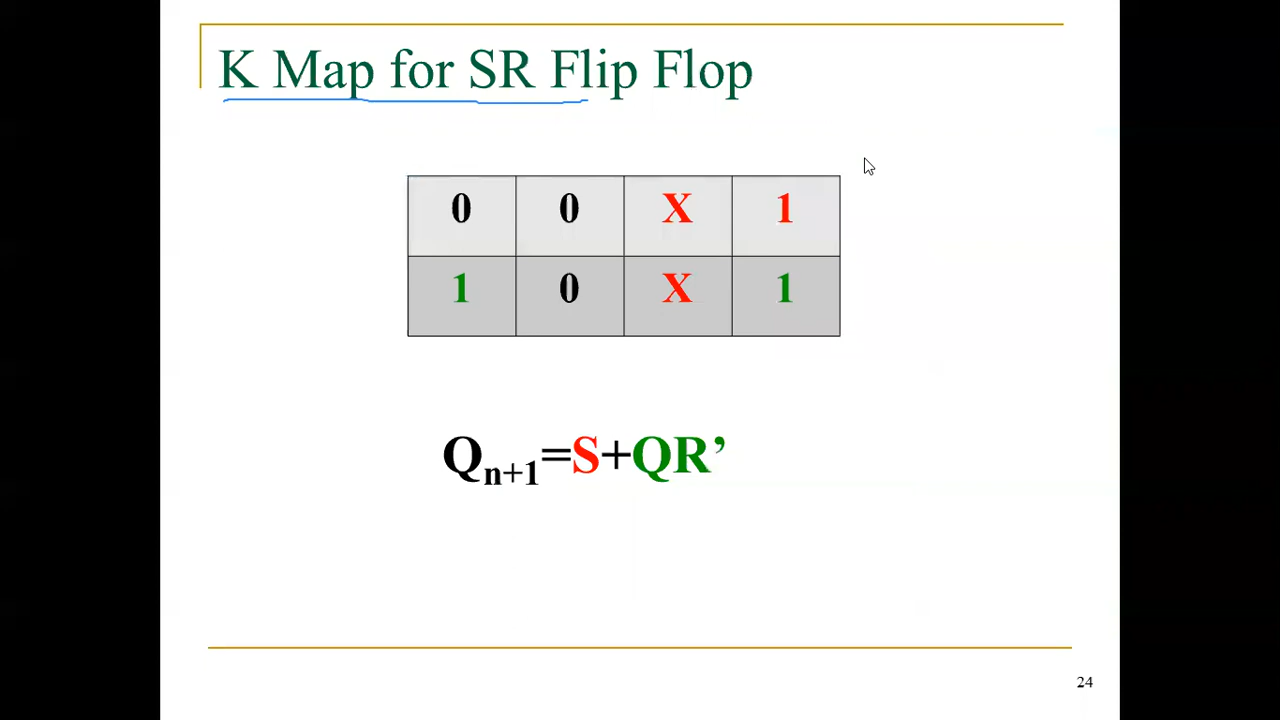 K Map for SR Flip Flop
0 0 X 1
1 0 X 1
Qn+1=S+QR’
24